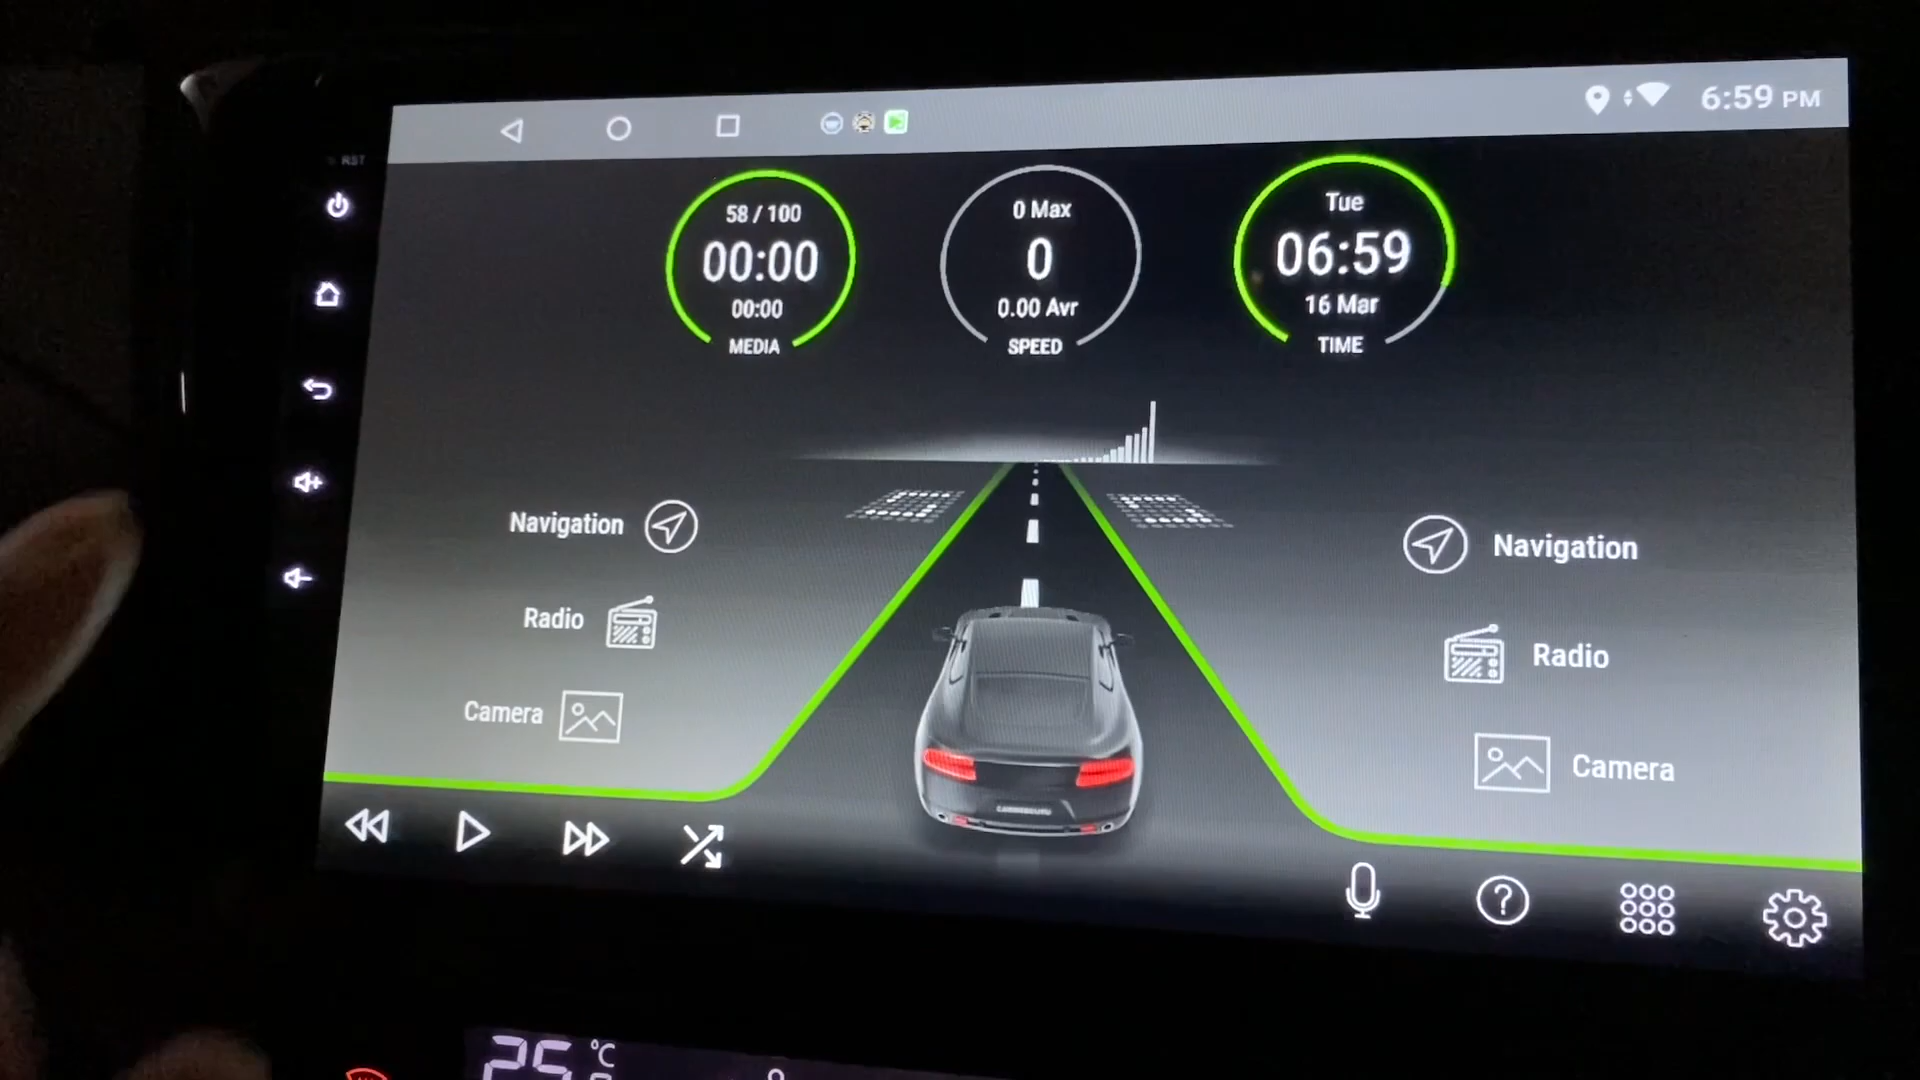 6:59 PM
RST
58 / 100
00:00
00:00
MEDIA
0 Max
0
0.00 Avr
SPEED
Tue
06:59
16 Mar
TIME
Navigation
Radio
Camera
Navigation
Radio
Camera
25 °C